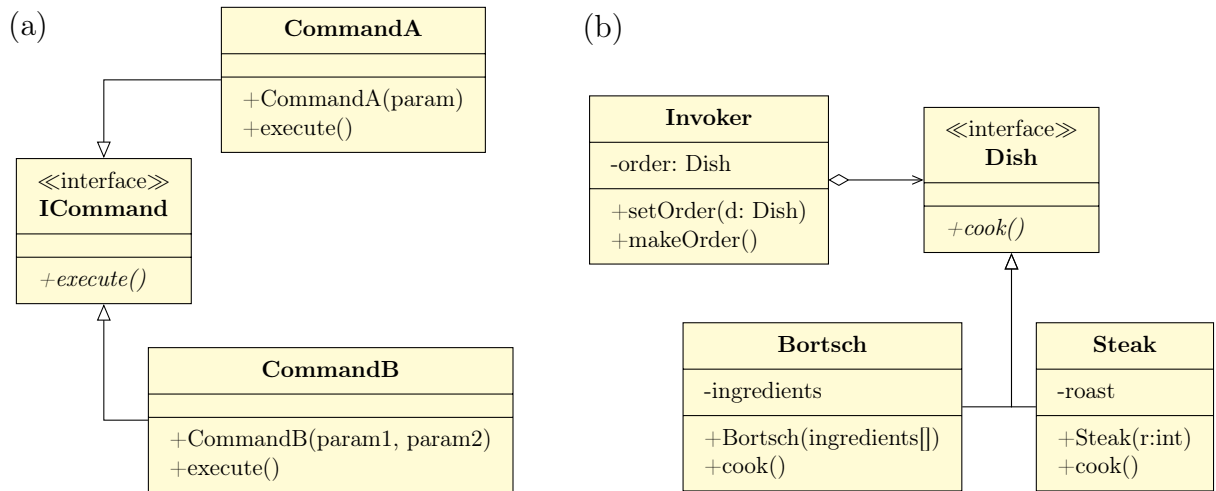 (a)
CommandA
+CommandA(param)
+execute()
≪interface≫
ICommand
+execute()
CommandB
+CommandB(param1, param2)
+execute()
(b)
Invoker
-order: Dish
+setOrder(d: Dish)
+makeOrder()
≪interface≫
Dish
+cook()
Bortsch
-ingredients
+Bortsch(ingredients[])
+cook()
Steak
-roast
+Steak(r:int)
+cook()